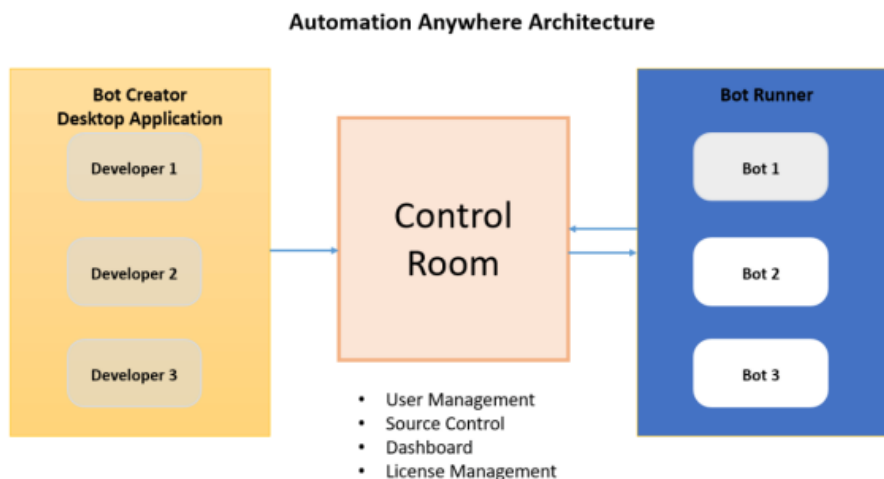 Automation Anywhere Architecture
Bot Creator
Desktop Application
Developer 1
Developer 2
Developer 3
Control
Room
• User Management
• Source Control
• Dashboard
• License Management
Bot Runner
Bot 1
Bot 2
Bot 3